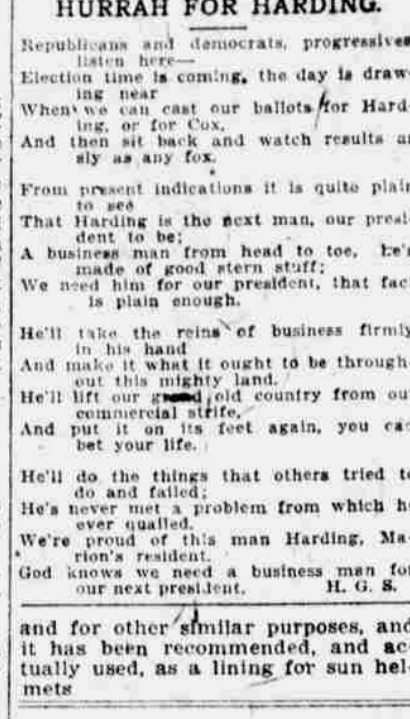 HURRAH FOR HARDING.
Republicans and democrats, progressives
listen here—
Election time is coming, the day is draw-
ing near
When we can cast our ballots for Hard-
ing, or for Cox,
And then sit back and watch results a
sly as any fox.
From present indications it is quite plain
to see
That Harding is the next man, our presi-
dent to be;
A business man from head to toe, he's
made of good stern stuff;
We need him for our president, that fac
is plain enough.
He'll take the reins of business firmly
in his hand
And make it what it ought to be through-
out this mighty land.
He'll lift our grand old country from ou
commercial strife,
And put it on its feet again, you can
bet your life.
He'll do the things that others tried to
do and failed;
He's never met a problem from which h
ever quailed.
We're proud of this man Harding, Ma-
rion's resident.
God knows we need a business man for
our next president. H. G. S.
and for other similar purposes, and
it has been recommended, and ac-
tually used, as a lining for sun hel-
mets